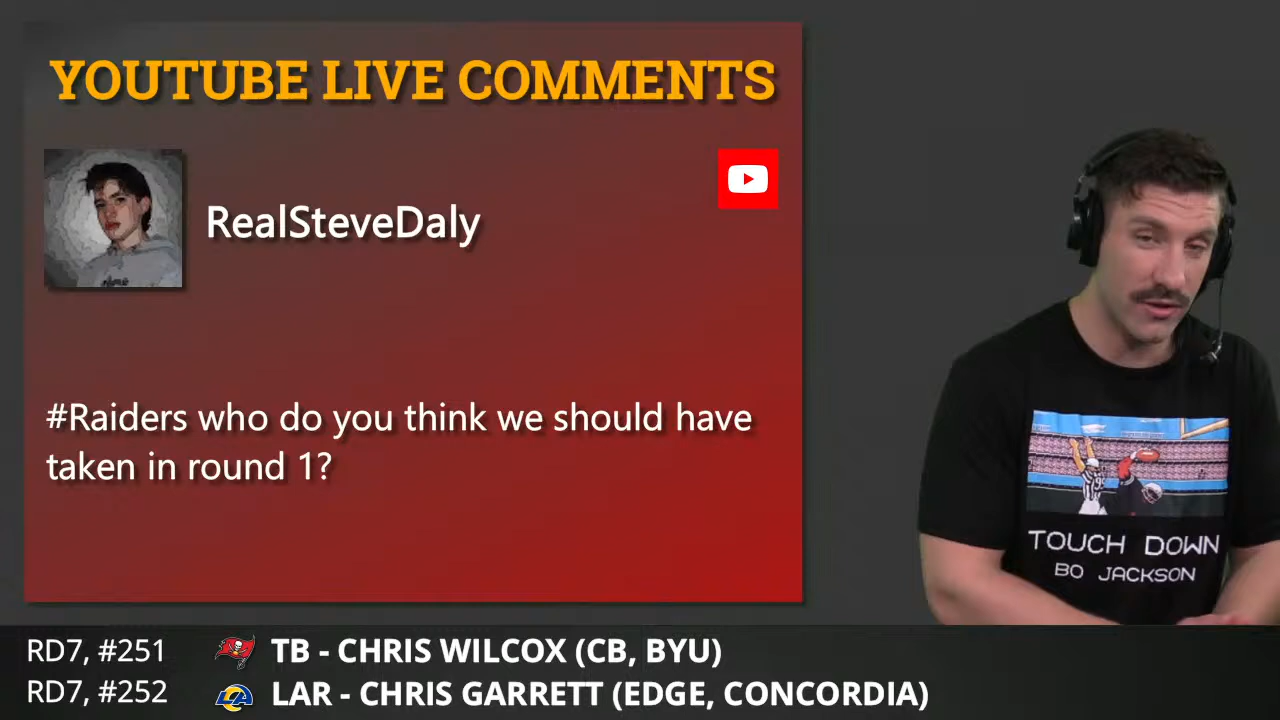 YOUTUBE LIVE COMMENTS
RealSteveDaly
#Raiders who do you think we should have
taken in round 1?
TOUCH DOWN
BO JACKSON
RD7, #251 TB - CHRIS WILCOX (CB, BYU)
RD7, #252 LAR - CHRIS GARRETT (EDGE, CONCORDIA)